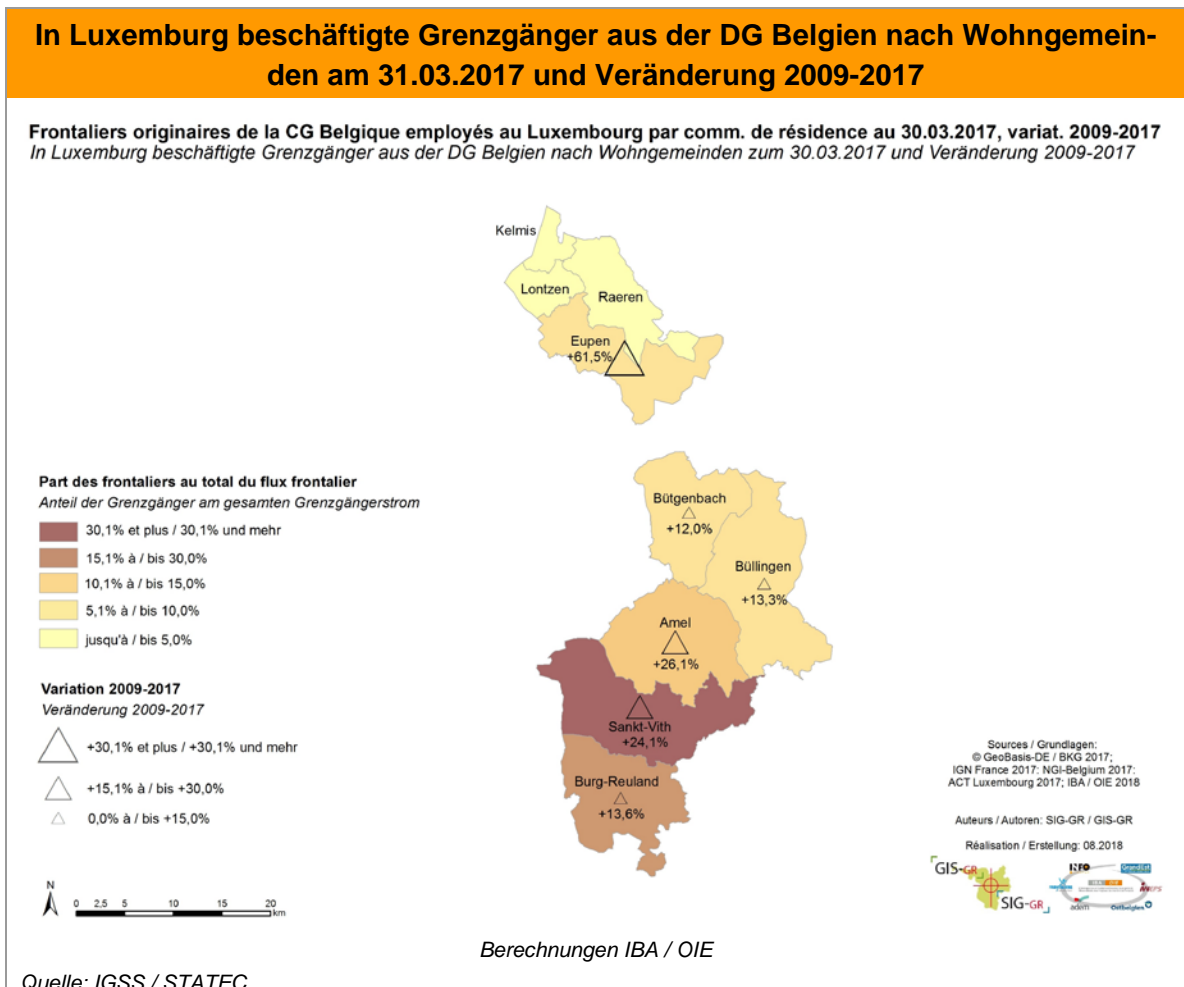 In Luxemburg beschäftigte Grenzgänger aus der DG Belgien nach Wohngemein-
den am 31.03.2017 und Veränderung 2009-2017
Frontaliers originaires de la CG Belgique employés au Luxembourg par comm. de résidence au 30.03.2017, variat. 2009-2017
In Luxemburg beschäftigte Grenzgänger aus der DG Belgien nach Wohngemeinden zum 30.03.2017 und Veränderung 2009-2017
Kelmis
Lontzen
Raeren
Eupen
+61,5%
Part des frontaliers au total du flux frontalier
Anteil der Grenzgänger am gesamten Grenzgängerstrom
30,1% et plus / 30,1% und mehr
15,1% à / bis 30,0%
10,1% à / bis 15,0%
5,1% à / bis 10,0%
jusqu'à / bis 5,0%
Bütgenbach
+12,0%
Büllingen
+13,3%
Amel
+26,1%
Sankt-Vith
+24,1%
Burg-Reuland
+13,6%
Variation 2009-2017
Veränderung 2009-2017
+30,1% et plus / +30,1% und mehr
+15,1% à / bis +30,0%
0,0% à / bis +15,0%
N
0 2,5 5 10 15 20
km
Sources / Grundlagen:
© GeoBasis-DE / BKG 2017;
IGN France 2017; NGI-Belgium 2017;
ACT Luxembourg 2017; IBA / OIE 2018
Auteurs / Autoren: SIG-GR / GIS-GR
Réalisation / Erstellung: 08.2018
GIS-GR
SIG-GR
INFO
GrandEst
IBA OIE
adem
Ostbelgien
Berechnungen IBA / OIE
Quelle: IGSS / STATEC